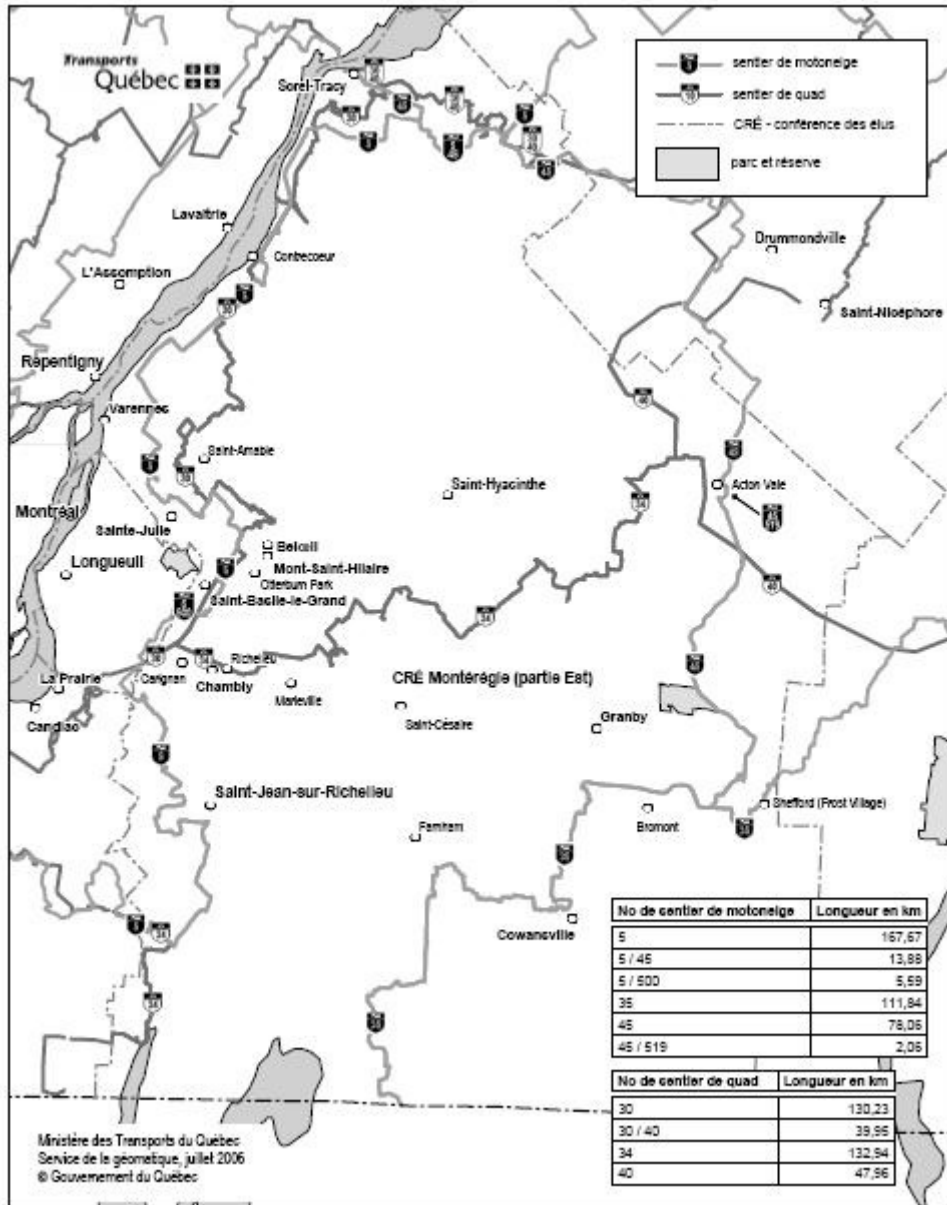 Transports
Québec
sentier de motoneige
sentier de quad
CRÉ - conférence des élus
parc et réserve
Sorel-Tracy
Lavaltrie
Contrecoeur
L'Assomption
Drummondville
Saint-Nicéphore
Repentigny
Varennes
Saint-Amable
Saint-Hyacinthe
Acton Vale
Montréal
Sainte-Julie
Longueuil
Beloeil
Mont-Saint-Hilaire
Otterburn Park
Saint-Basile-le-Grand
La Prairie
Carignan
Richelieu
Chambly
Marieville
CRÉ Montérégie (partie Est)
Candiac
Saint-Césaire
Granby
Saint-Jean-sur-Richelieu
Farnham
Bromont
Shefford (Frost Village)
Cowansville
No de sentier de motoneige Longueur en km
5 167,67
5 / 45 13,88
5 / 500 5,59
35 111,84
45 78,06
45 / 519 2,06
No de sentier de quad Longueur en km
30 130,23
30 / 40 39,95
34 132,94
40 47,96
Ministère des Transports du Québec
Service de la géomatique, juillet 2006
© Gouvernement du Québec